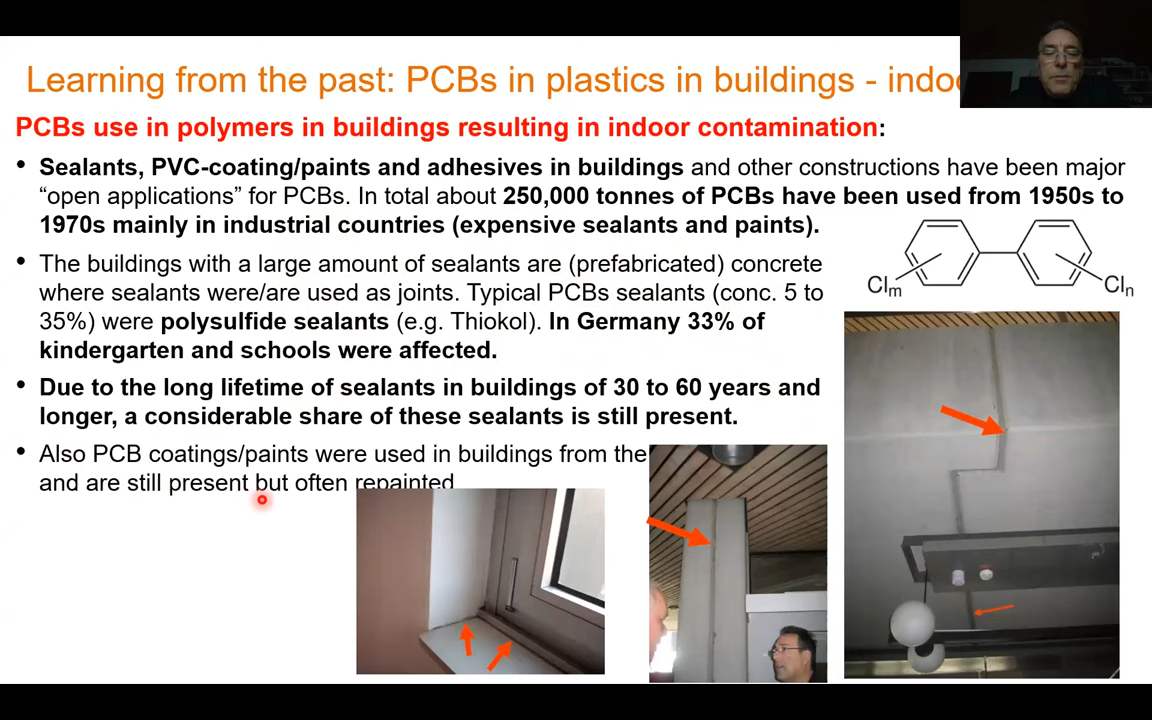 Learning from the past: PCBs in plastics in buildings - indoo
PCBs use in polymers in buildings resulting in indoor contamination:
• Sealants, PVC-coating/paints and adhesives in buildings and other constructions have been major
“open applications” for PCBs. In total about 250,000 tonnes of PCBs have been used from 1950s to
1970s mainly in industrial countries (expensive sealants and paints).
• The buildings with a large amount of sealants are (prefabricated) concrete
where sealants were/are used as joints. Typical PCBs sealants (conc. 5 to
35%) were polysulfide sealants (e.g. Thiokol). In Germany 33% of
kindergarten and schools were affected.
• Due to the long lifetime of sealants in buildings of 30 to 60 years and
longer, a considerable share of these sealants is still present.
• Also PCB coatings/paints were used in buildings from the
and are still present but often repainted
Clm
Cln